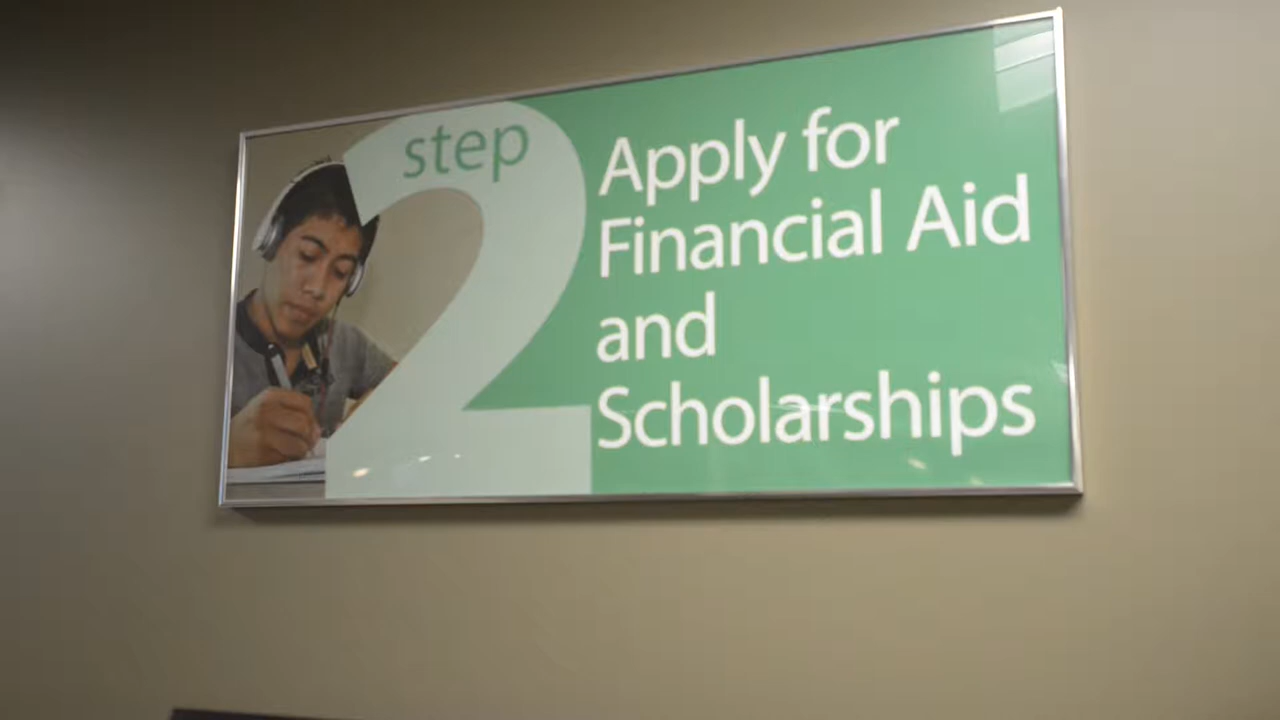 step
2
Apply for
Financial Aid
and
Scholarships